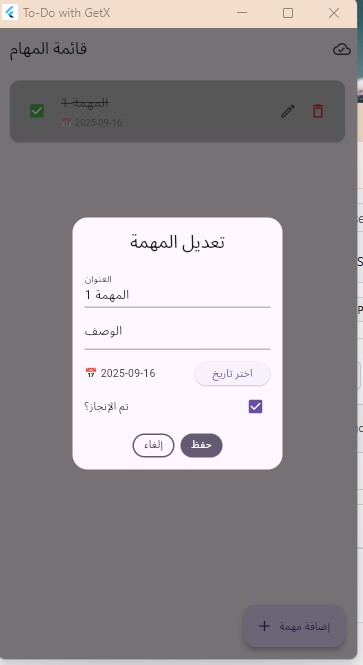 To-Do with GetX
قائمة المهام
المهمة 1
2025-09-16
تعديل المهمة
العنوان
المهمة 1
الوصف
2025-09-16 اختر تاريخ
تم الإنجاز؟
إلغاء حفظ
إضافة مهمة